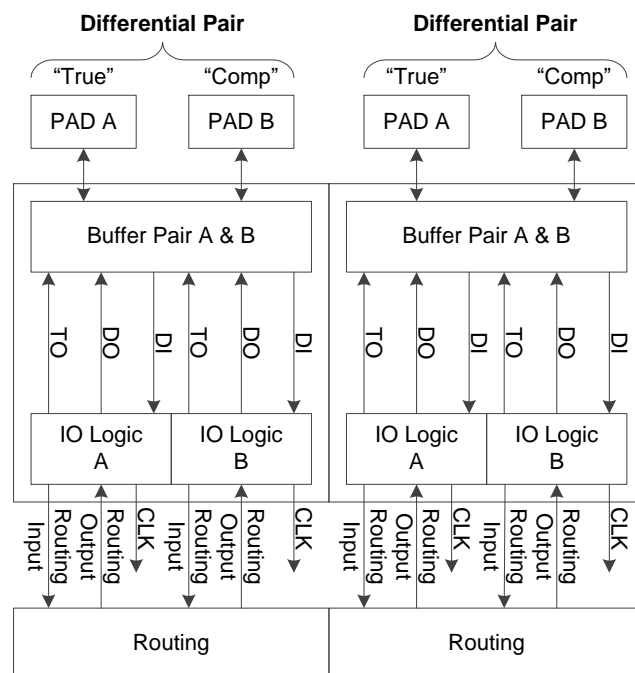 Differential Pair
Differential Pair
“True”
“Comp”
“True”
“Comp”
PAD A
PAD B
PAD A
PAD B
Buffer Pair A & B
Buffer Pair A & B
TO
DO
DI
TO
DO
DI
TO
DO
DI
TO
DO
DI
IO Logic
A
IO Logic
B
IO Logic
A
IO Logic
B
Routing
Input
Routing
Output
CLK
Routing
Input
Routing
Output
CLK
Routing
Input
Routing
Output
CLK
Routing
Input
Routing
Output
CLK
Routing
Routing